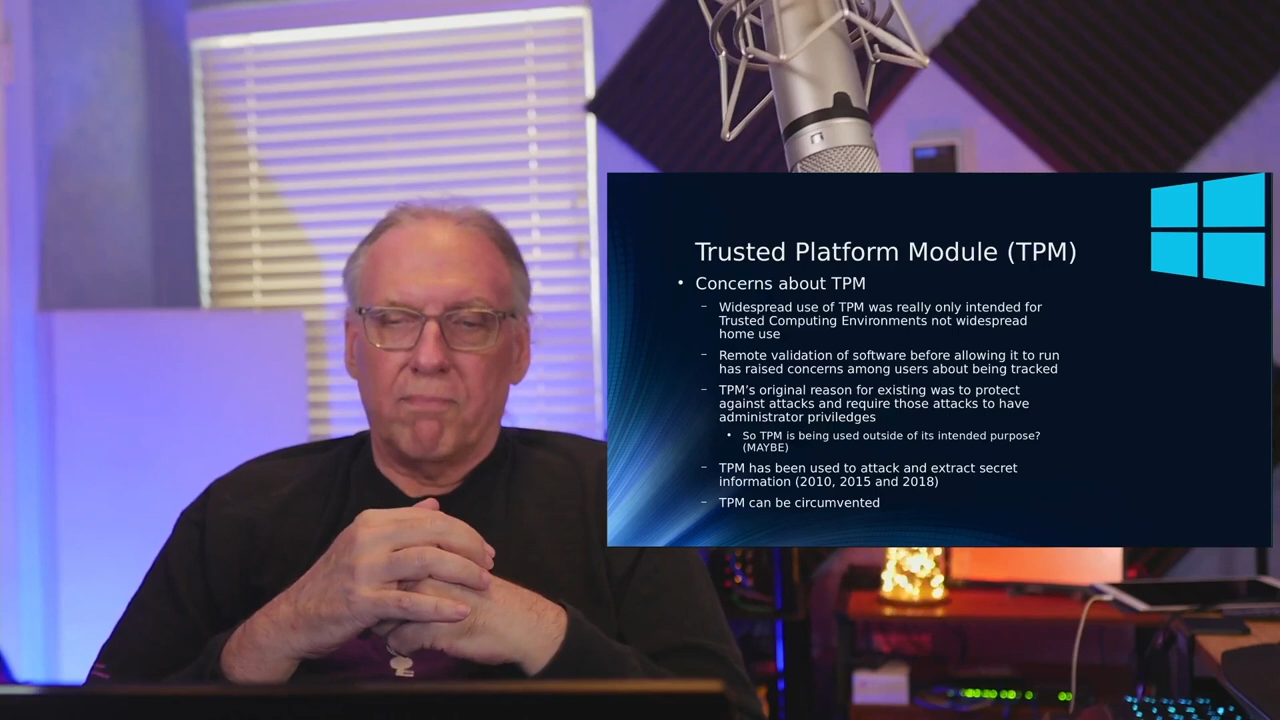 Trusted Platform Module (TPM)
• Concerns about TPM
– Widespread use of TPM was really only intended for
Trusted Computing Environments not widespread
home use
– Remote validation of software before allowing it to run
has raised concerns among users about being tracked
– TPM’s original reason for existing was to protect
against attacks and require those attacks to have
administrator priviledges
• So TPM is being used outside of its intended purpose?
(MAYBE)
– TPM has been used to attack and extract secret
information (2010, 2015 and 2018)
– TPM can be circumvented